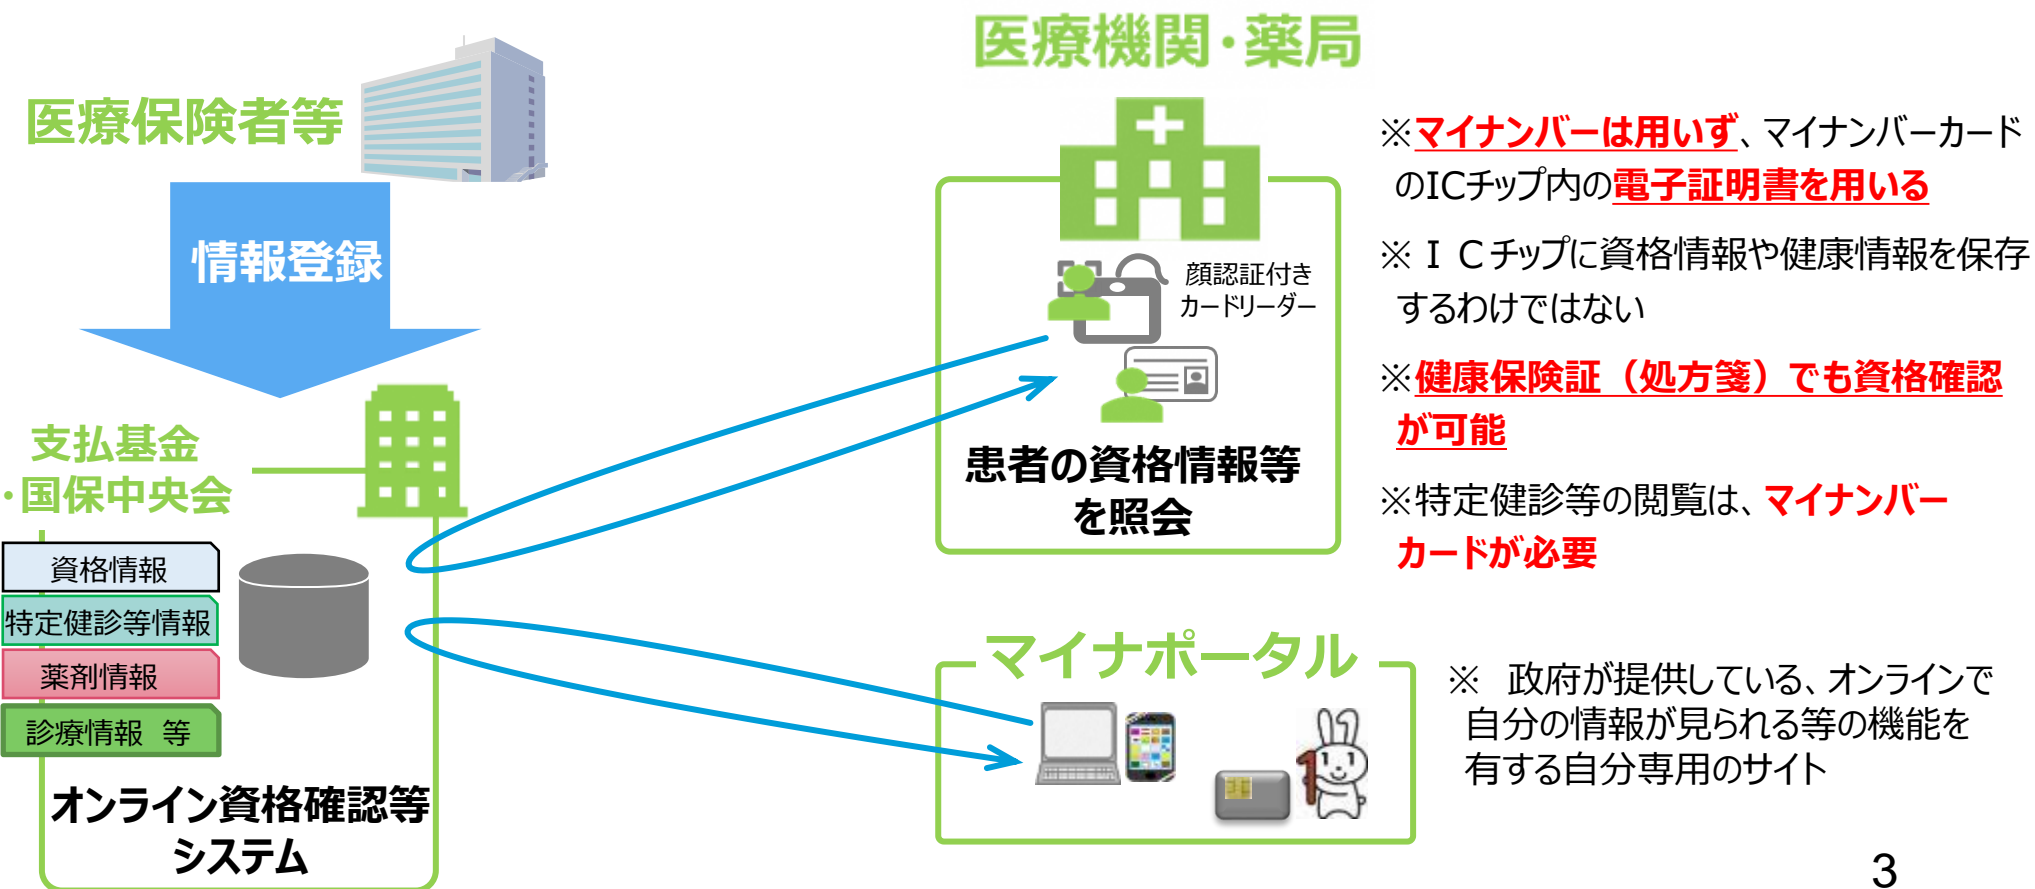 医療保険者等
情報登録
支払基金
・国保中央会
資格情報
特定健診等情報
薬剤情報
診療情報 等
オンライン資格確認等
システム
医療機関・薬局
顔認証付き
カードリーダー
患者の資格情報等
を照会
※マイナンバーは用いず、マイナンバーカード
のICチップ内の電子証明書を用いる
※ＩＣチップに資格情報や健康情報を保存
するわけではない
※健康保険証（処方箋）でも資格確認
が可能
※特定健診等の閲覧は、マイナンバー
カードが必要
マイナポータル
1
※ 政府が提供している、オンラインで
自分の情報が見られる等の機能を
有する自分専用のサイト
3